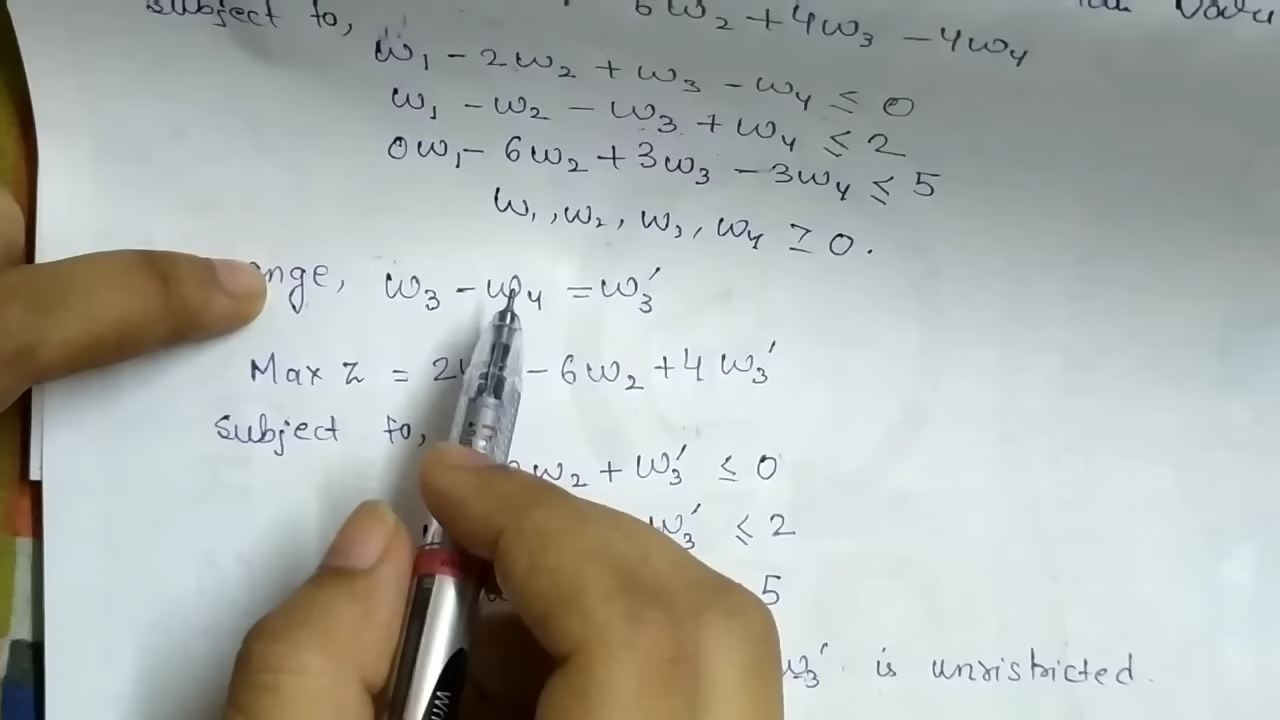 subject to, 6w₂ + 4w₃ - 4w₄
w₁ - 2w₂ + w₃ - w₄ ≤ 0
w₁ - w₂ - w₃ + w₄ ≤ 2
0w₁ - 6w₂ + 3w₃ - 3w₄ ≤ 5
w₁, w₂, w₃, w₄ ≥ 0.
nge, w₃ - w₄ = w₃′
Max Z = 2 - 6w₂ + 4w₃′
Subject to,
w₂ + w₃′ ≤ 0
w₃′ ≤ 2
5
w₃′ is unristricted.